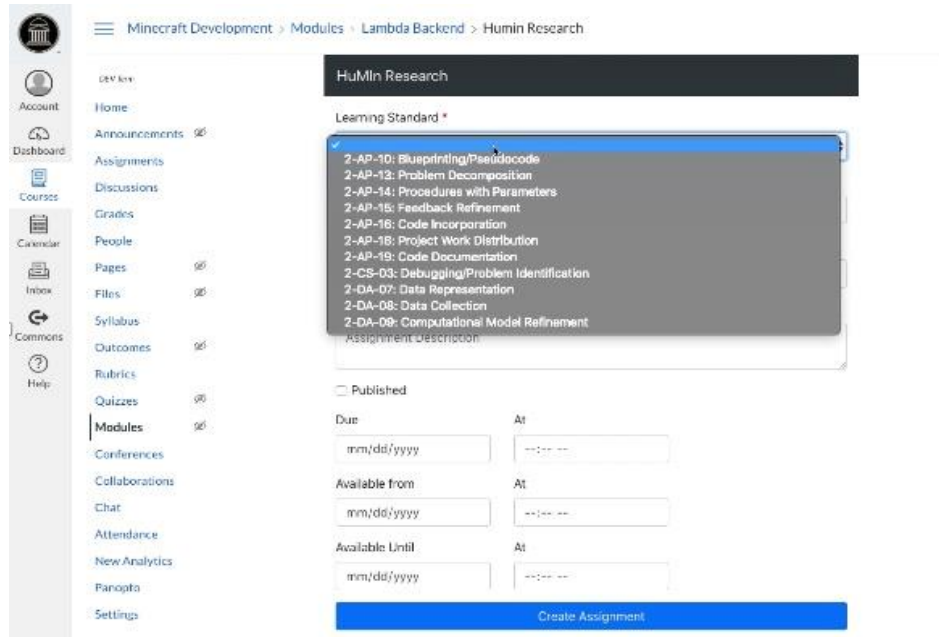 Minecraft Development > Modules > Lambda Backend > Humin Research
Account
Dashboard
Courses
Calendar
Inbox
Commons
Help
DEV term
Home
Announcements
Assignments
Discussions
Grades
People
Pages
Files
Syllabus
Outcomes
Rubrics
Quizzes
Modules
Conferences
Collaborations
Chat
Attendance
New Analytics
Panopto
Settings
HuMIn Research
Learning Standard *
2-AP-10: Blueprinting/Pseudocode
2-AP-13: Problem Decomposition
2-AP-14: Procedures with Parameters
2-AP-15: Feedback Refinement
2-AP-16: Code Incorporation
2-AP-18: Project Work Distribution
2-AP-19: Code Documentation
2-CS-03: Debugging/Problem Identification
2-DA-07: Data Representation
2-DA-08: Data Collection
2-DA-09: Computational Model Refinement
Assignment Description
Published
Due At
mm/dd/yyyy --:-- --
Available from At
mm/dd/yyyy --:-- --
Available Until At
mm/dd/yyyy --:-- --
Create Assignment